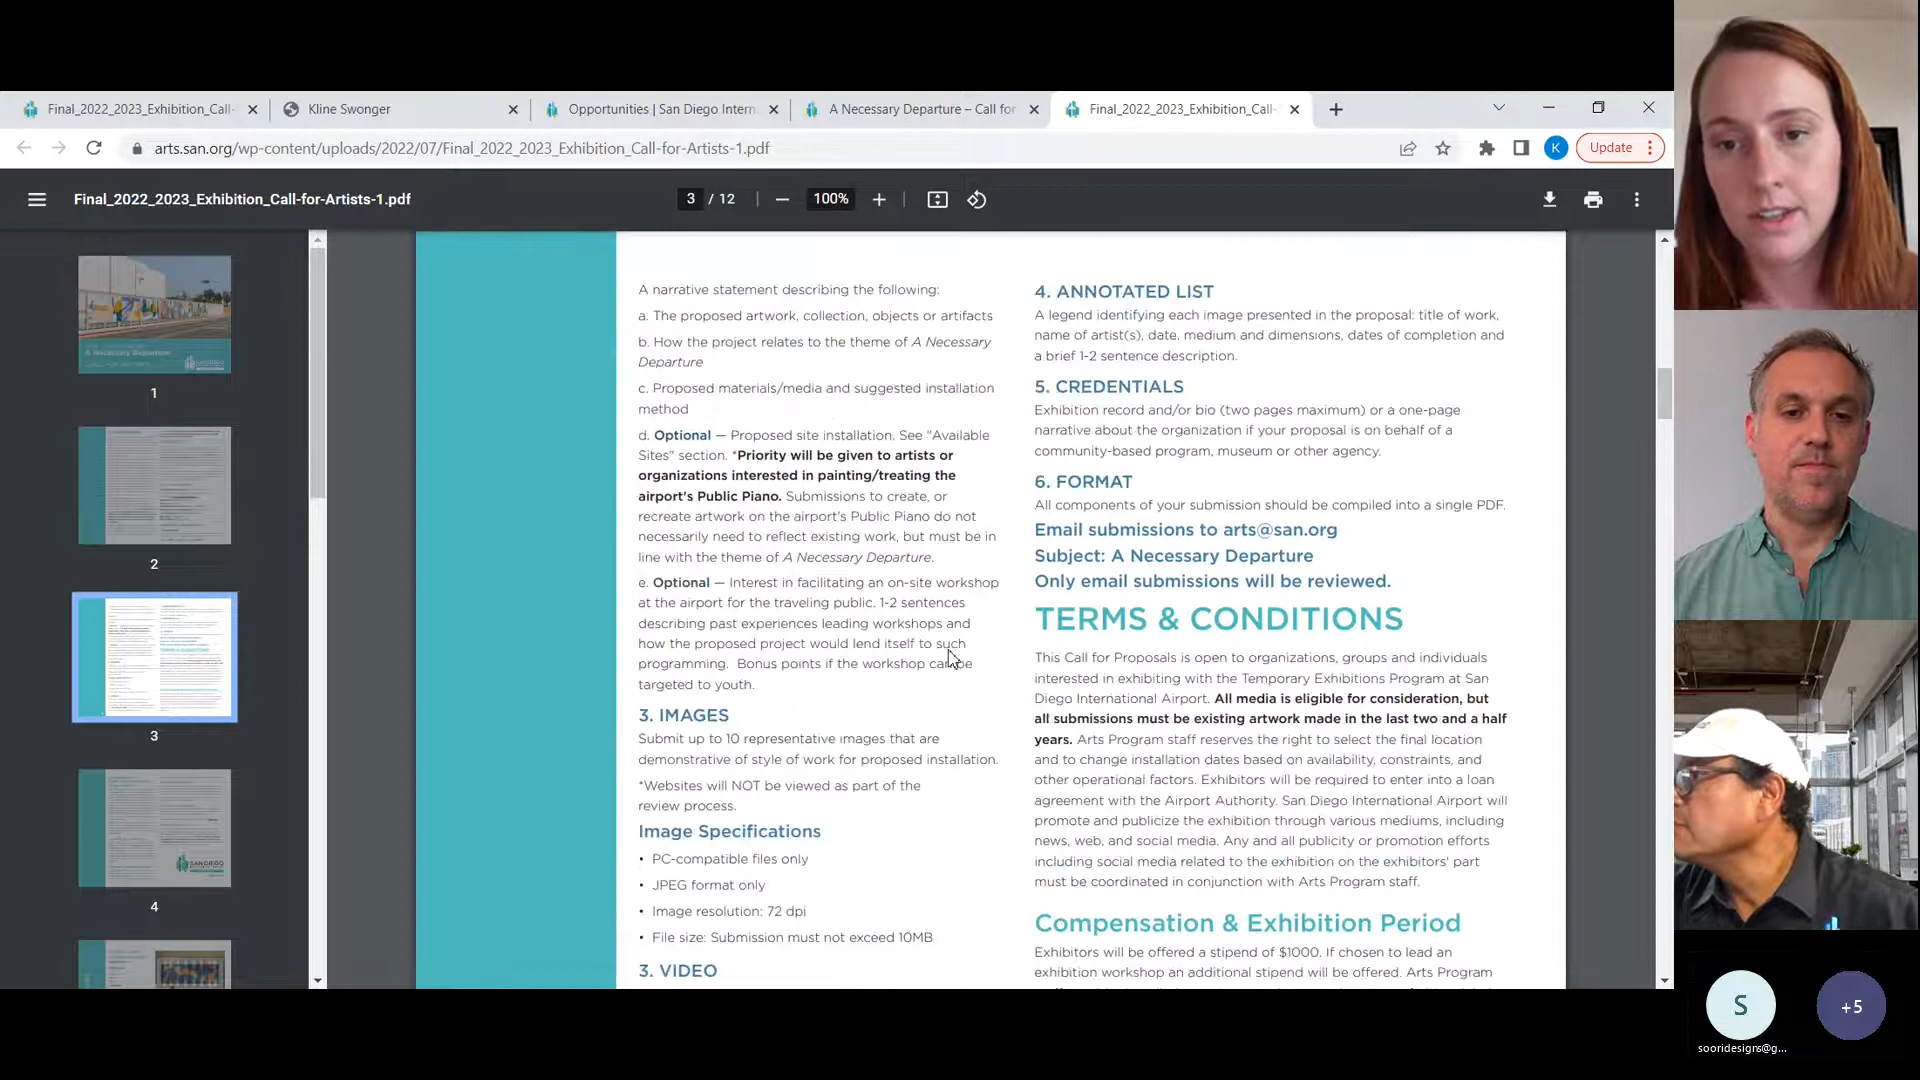 Final_2022_2023_Exhibition_Call-
Kline Swonger
Opportunities | San Diego Intern
A Necessary Departure – Call for
Final_2022_2023_Exhibition_Call-
arts.san.org/wp-content/uploads/2022/07/Final_2022_2023_Exhibition_Call-for-Artists-1.pdf
K
Update
Final_2022_2023_Exhibition_Call-for-Artists-1.pdf
3 / 12
100%
1
2
3
4
A narrative statement describing the following:
a. The proposed artwork, collection, objects or artifacts
b. How the project relates to the theme of A Necessary
Departure
c. Proposed materials/media and suggested installation
method
d. Optional — Proposed site installation. See "Available
Sites" section. *Priority will be given to artists or
organizations interested in painting/treating the
airport's Public Piano. Submissions to create, or
recreate artwork on the airport's Public Piano do not
necessarily need to reflect existing work, but must be in
line with the theme of A Necessary Departure.
e. Optional — Interest in facilitating an on-site workshop
at the airport for the traveling public. 1-2 sentences
describing past experiences leading workshops and
how the proposed project would lend itself to such
programming. Bonus points if the workshop can be
targeted to youth.
3. IMAGES
Submit up to 10 representative images that are
demonstrative of style of work for proposed installation.
*Websites will NOT be viewed as part of the
review process.
Image Specifications
• PC-compatible files only
• JPEG format only
• Image resolution: 72 dpi
• File size: Submission must not exceed 10MB
3. VIDEO
4. ANNOTATED LIST
A legend identifying each image presented in the proposal: title of work,
name of artist(s), date, medium and dimensions, dates of completion and
a brief 1-2 sentence description.
5. CREDENTIALS
Exhibition record and/or bio (two pages maximum) or a one-page
narrative about the organization if your proposal is on behalf of a
community-based program, museum or other agency.
6. FORMAT
All components of your submission should be compiled into a single PDF.
Email submissions to arts@san.org
Subject: A Necessary Departure
Only email submissions will be reviewed.
TERMS & CONDITIONS
This Call for Proposals is open to organizations, groups and individuals
interested in exhibiting with the Temporary Exhibitions Program at San
Diego International Airport. All media is eligible for consideration, but
all submissions must be existing artwork made in the last two and a half
years. Arts Program staff reserves the right to select the final location
and to change installation dates based on availability, constraints, and
other operational factors. Exhibitors will be required to enter into a loan
agreement with the Airport Authority. San Diego International Airport will
promote and publicize the exhibition through various mediums, including
news, web, and social media. Any and all publicity or promotion efforts
including social media related to the exhibition on the exhibitors' part
must be coordinated in conjunction with Arts Program staff.
Compensation & Exhibition Period
Exhibitors will be offered a stipend of $1000. If chosen to lead an
exhibition workshop an additional stipend will be offered. Arts Program
S
sooridesigns@g...
+5